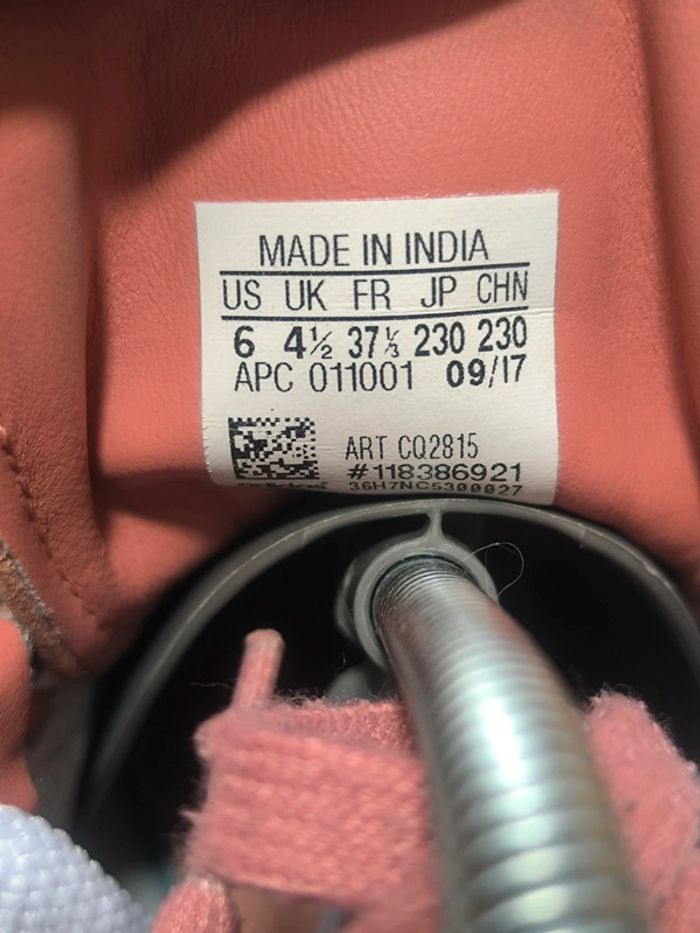 MADE IN INDIA
US UK FR JP CHN
6 4½ 37⅓ 230 230
APC 011001 09/17
ART CQ2815
#118386921
36H7NC5300027